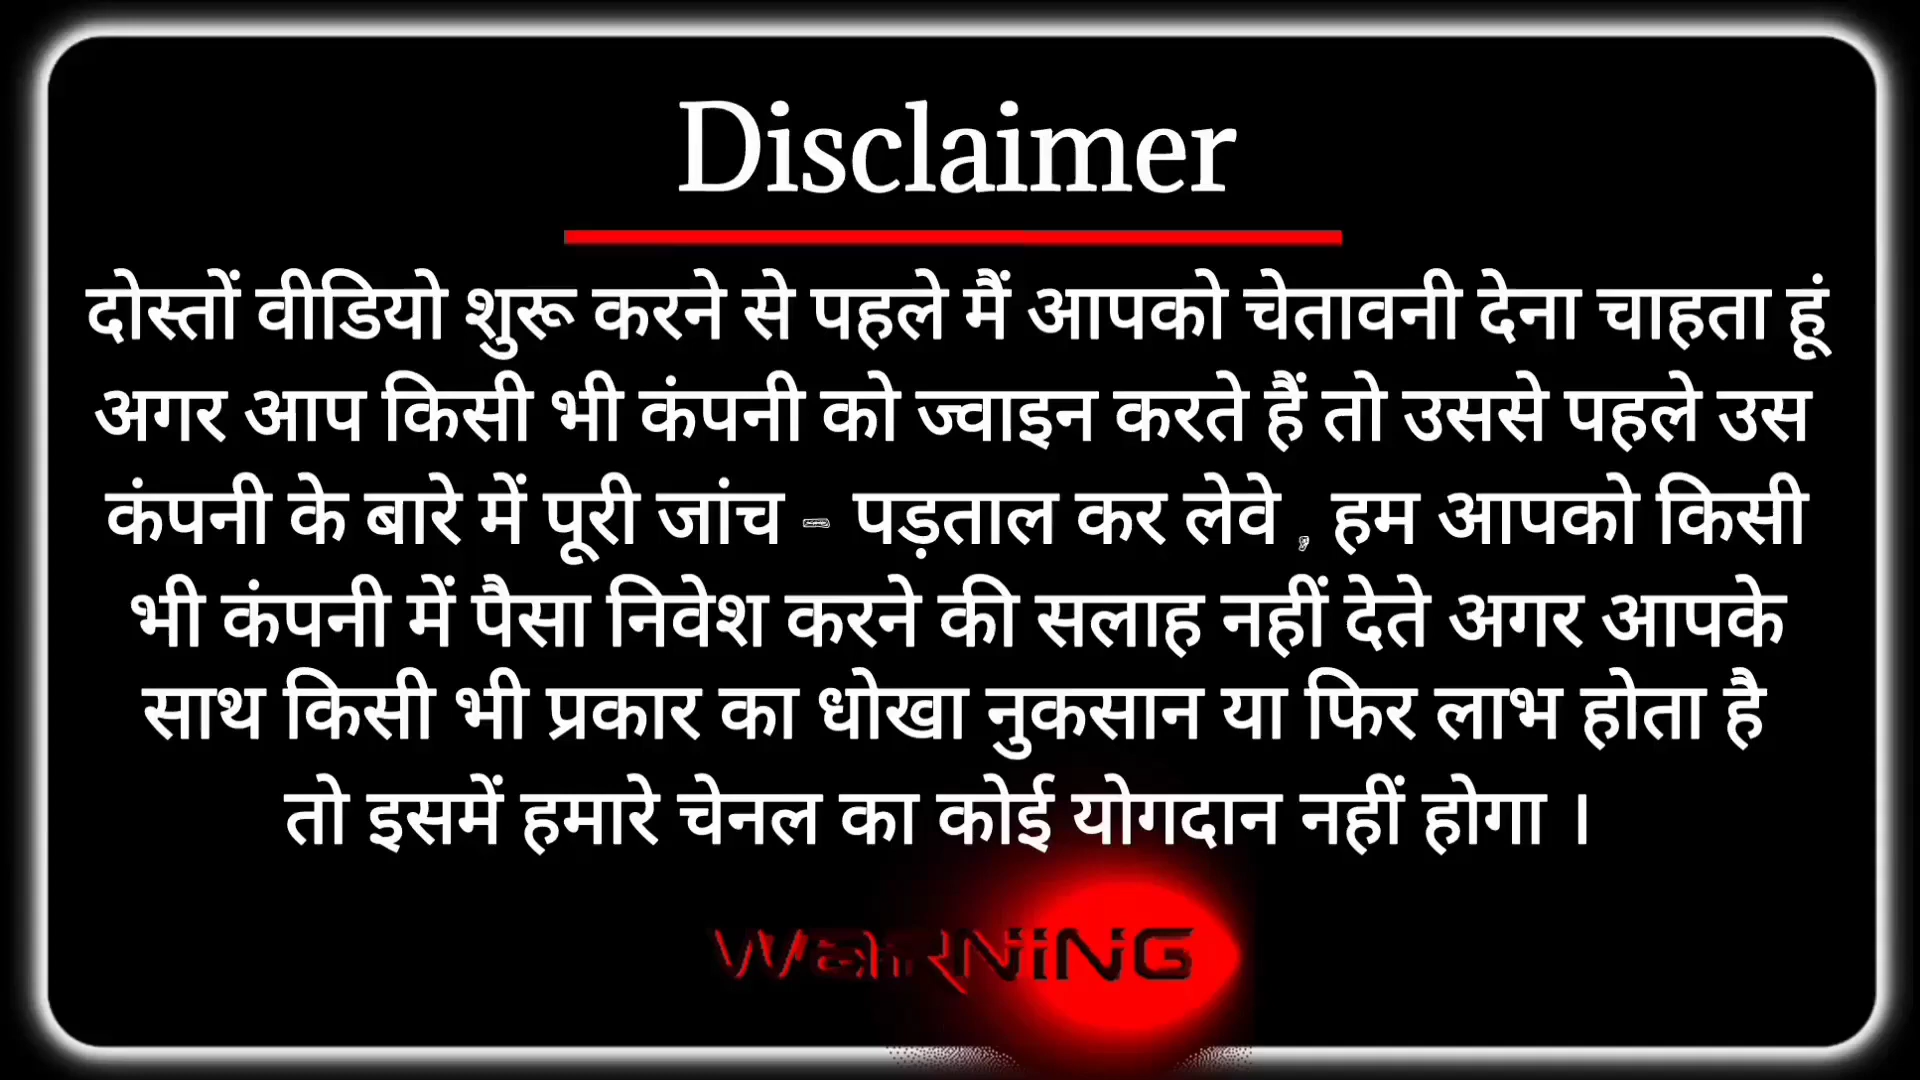 Disclaimer
दोस्तों वीडियो शुरू करने से पहले मैं आपको चेतावनी देना चाहता हूं
अगर आप किसी भी कंपनी को ज्वाइन करते हैं तो उससे पहले उस
कंपनी के बारे में पूरी जांच - पड़ताल कर लेवे , हम आपको किसी
भी कंपनी में पैसा निवेश करने की सलाह नहीं देते अगर आपके
साथ किसी भी प्रकार का धोखा नुकसान या फिर लाभ होता है
तो इसमें हमारे चेनल का कोई योगदान नहीं होगा ।
WARNiNG